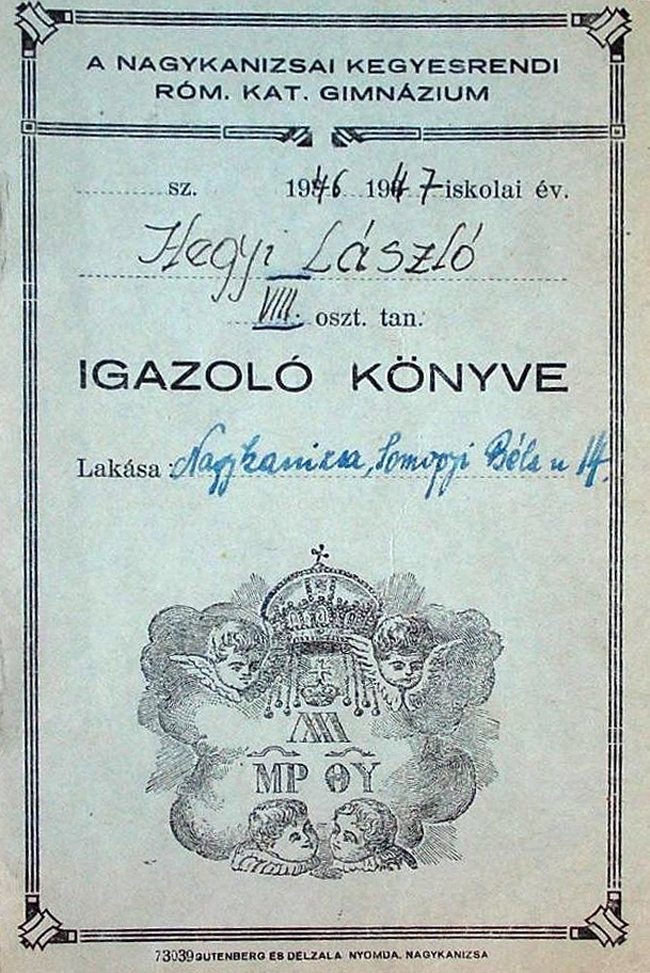 A NAGYKANIZSAI KEGYESRENDI
RÓM. KAT. GIMNÁZIUM
sz. 1946 1947 iskolai év.
Hegyi László
VIII. oszt. tan.
IGAZOLÓ KÖNYVE
Lakása: Nagykanizsa, Somogyi Béla u 14.
MP ΘY
73039 GUTENBERG ÉS DELZALA NYOMDA, NAGYKANIZSA